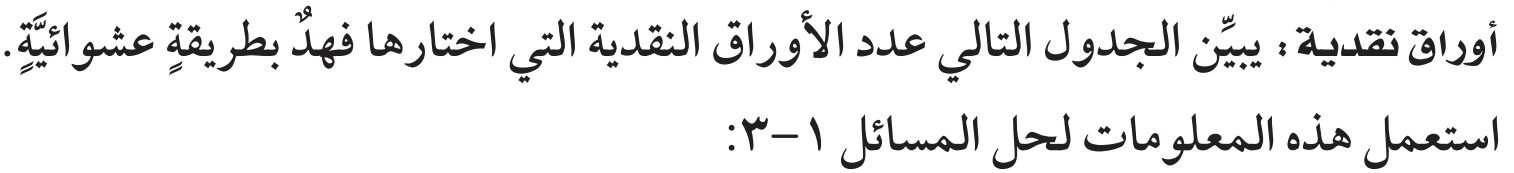 أوراق نقدية : يبيِّن الجدول التالي عدد الأوراق النقدية التي اختارها فهدٌ بطريقةٍ عشوائيَّةٍ.
استعمل هذه المعلومات لحل المسائل ١-٣: